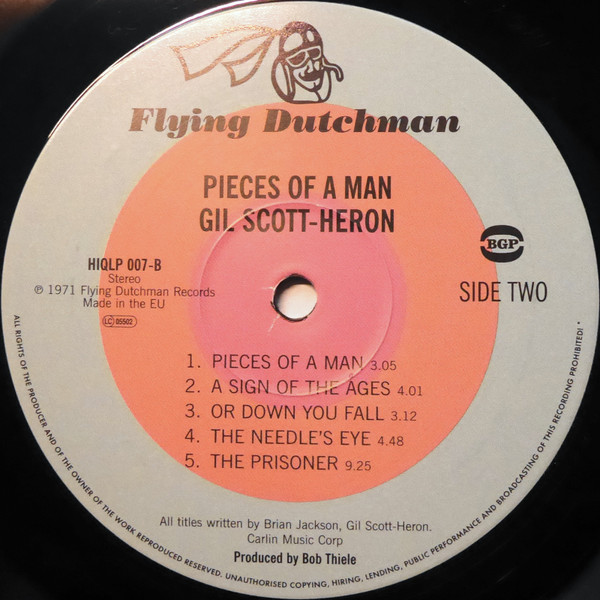 Flying Dutchman
PIECES OF A MAN
GIL SCOTT-HERON
BGP
HIQLP 007-B
Stereo
℗ 1971 Flying Dutchman Records
Made in the EU
LC 05502
SIDE TWO
1. PIECES OF A MAN 3.05
2. A SIGN OF THE AGES 4.01
3. OR DOWN YOU FALL 3.12
4. THE NEEDLE'S EYE 4.48
5. THE PRISONER 9.25
All titles written by Brian Jackson, Gil Scott-Heron.
Carlin Music Corp
Produced by Bob Thiele
ALL RIGHTS OF THE PRODUCER AND OF THE OWNER OF THE WORK REPRODUCED RESERVED. UNAUTHORISED COPYING, HIRING, LENDING, PUBLIC PERFORMANCE AND BROADCASTING OF THIS RECORDING PROHIBITED!